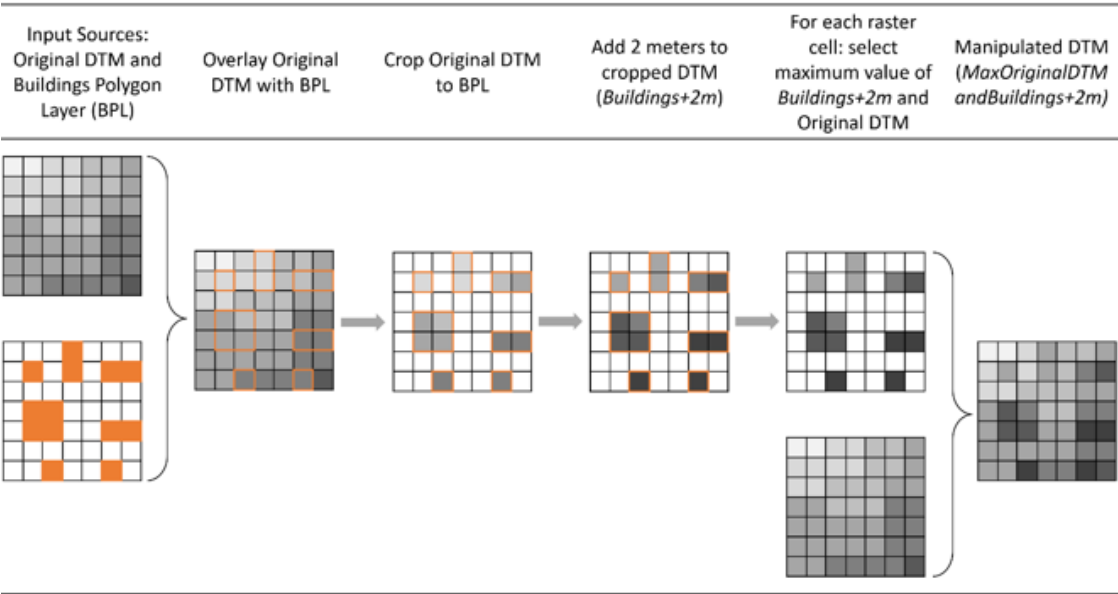 Input Sources:
Original DTM and
Buildings Polygon
Layer (BPL)
Overlay Original
DTM with BPL
Crop Original DTM
to BPL
Add 2 meters to
cropped DTM
(Buildings+2m)
For each raster
cell: select
maximum value of
Buildings+2m and
Original DTM
Manipulated DTM
(MaxOriginalDTM
andBuildings+2m)